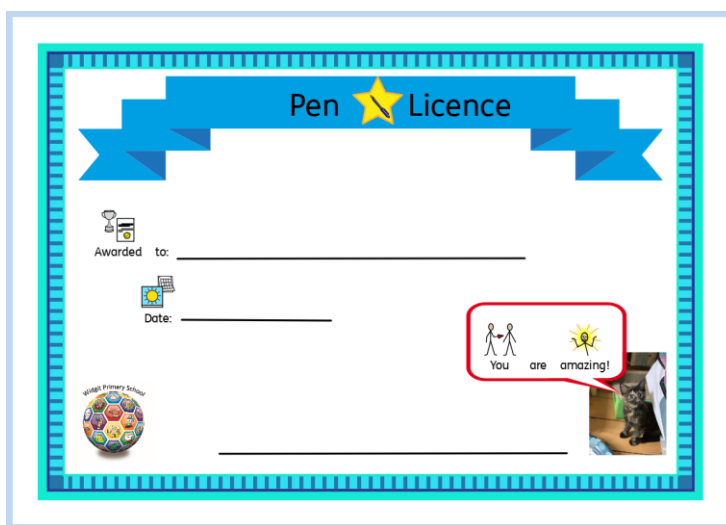 Pen Licence
Awarded to:
Date:
You are amazing!
Widgit Primary School